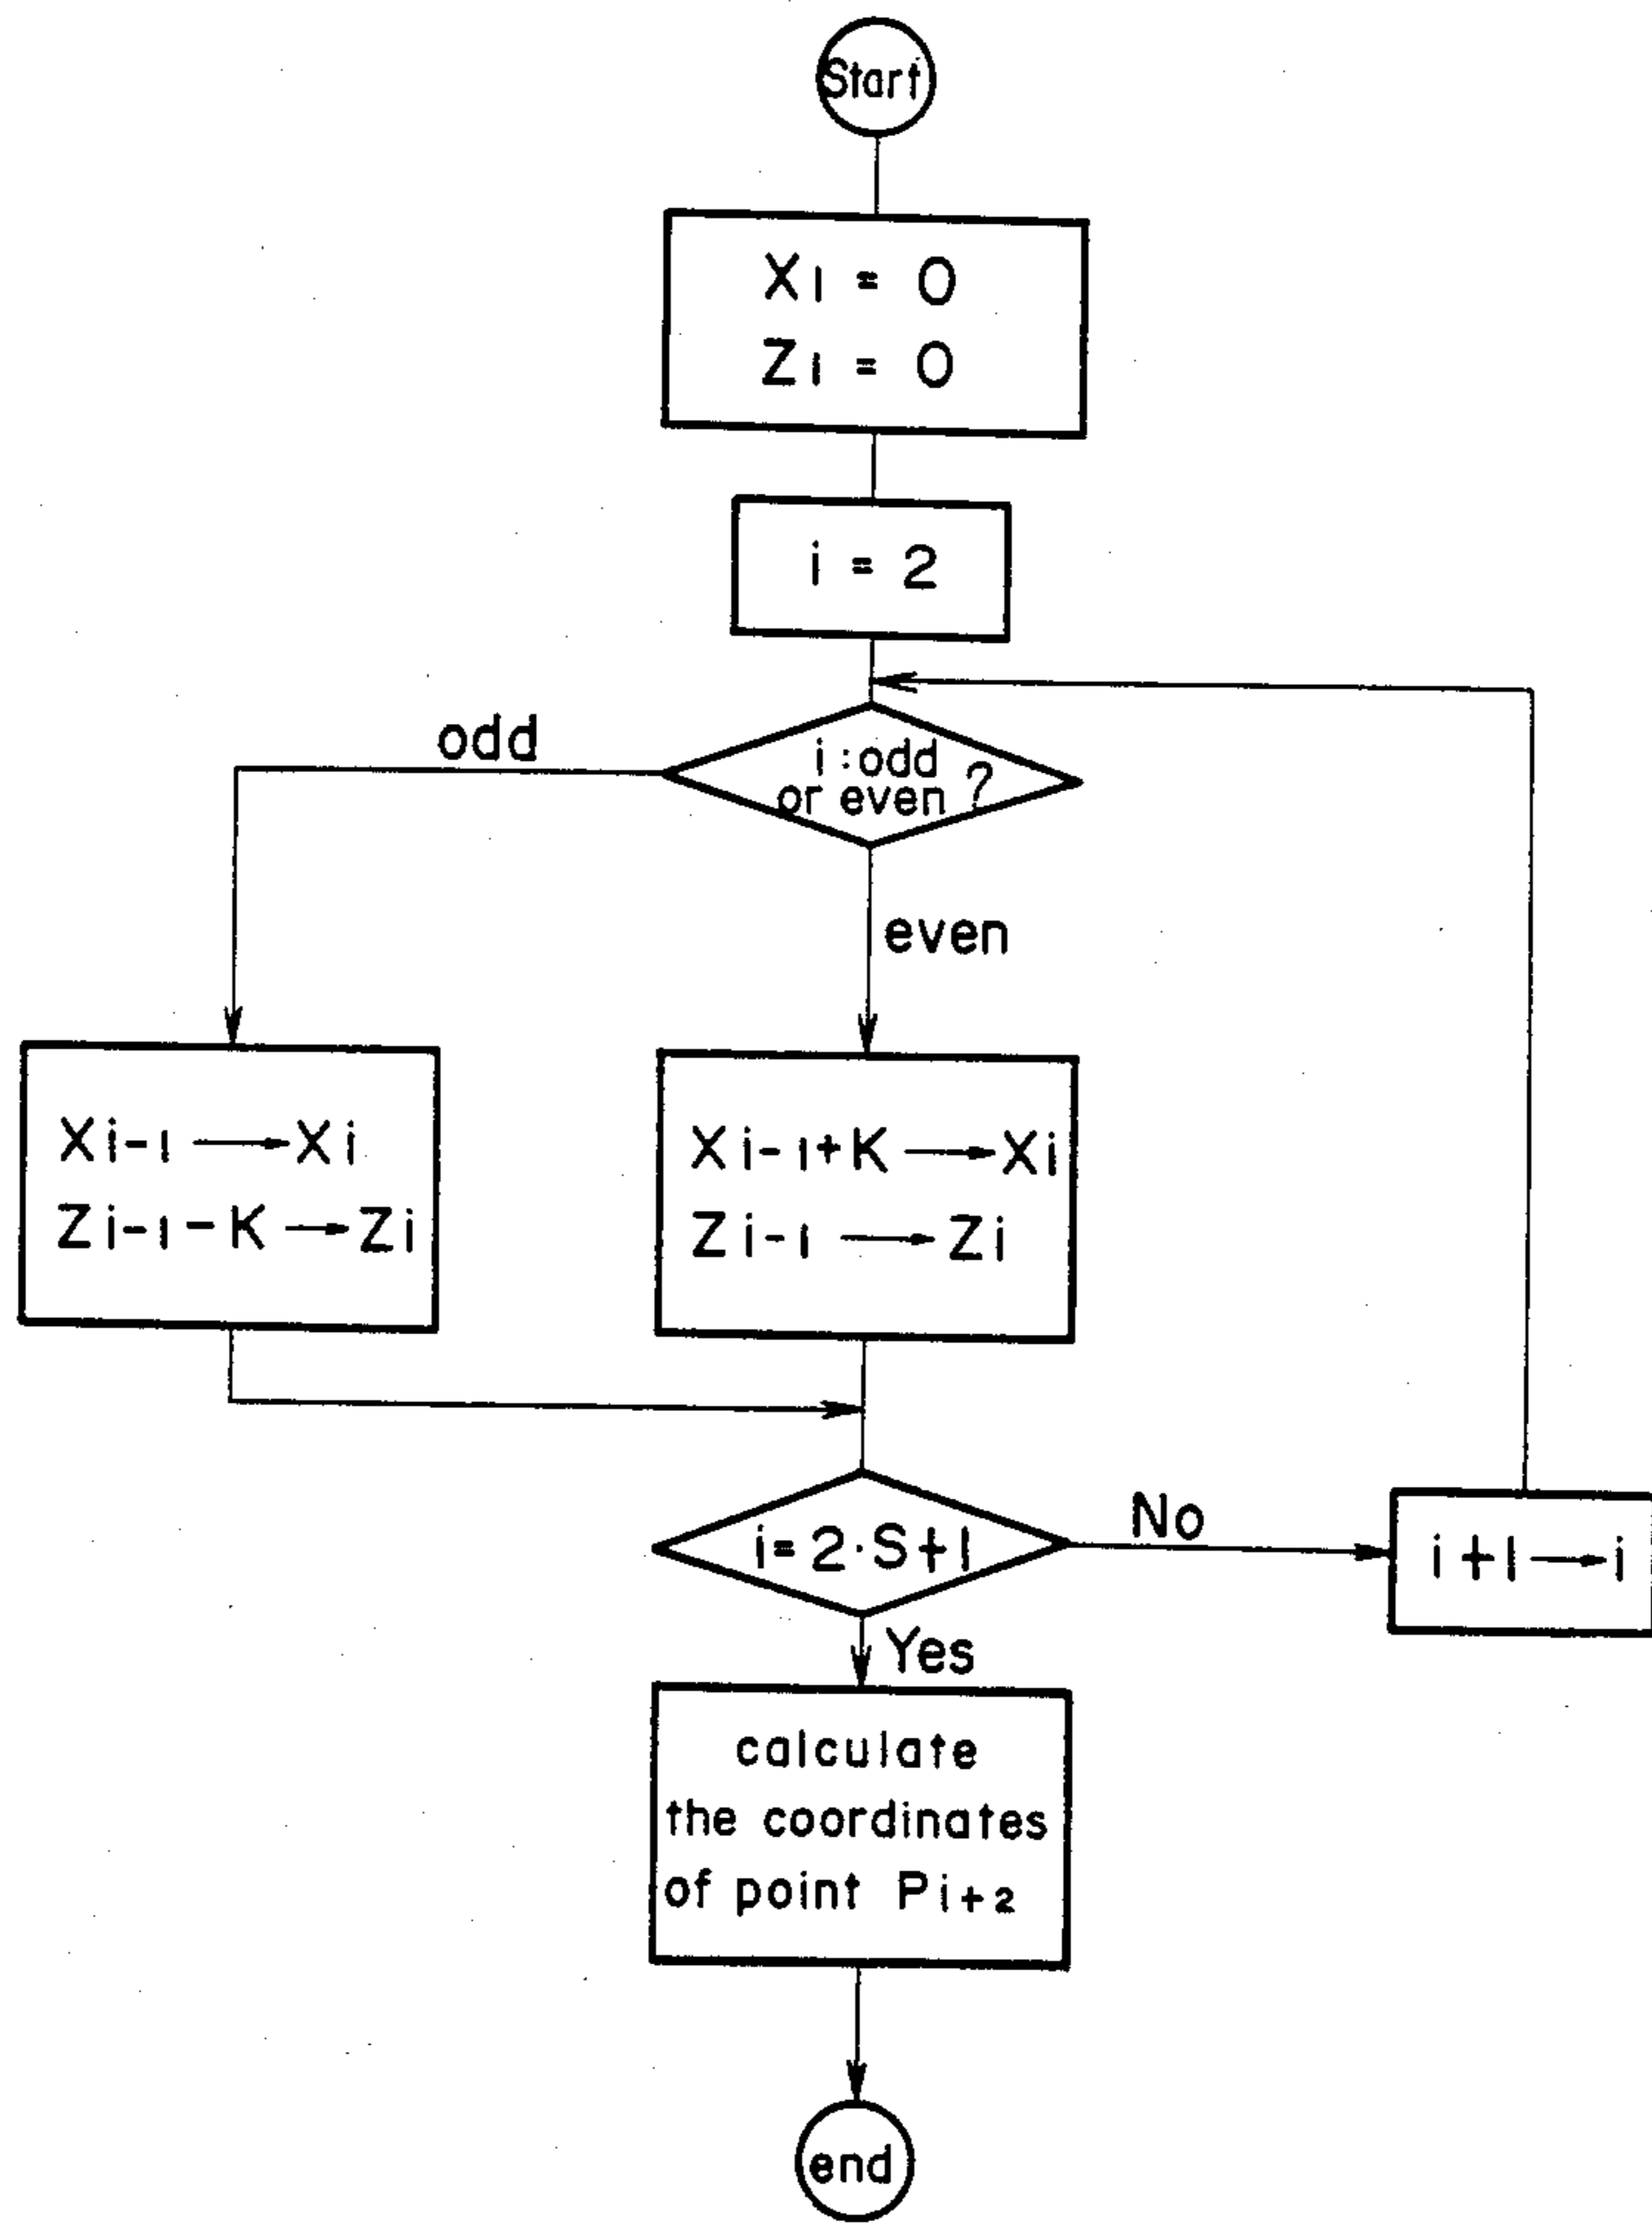 Start
X1 = 0
Z1 = 0
i = 2
i : odd
or even ?
odd
even
Xi-1 → Xi
Zi-1 - K → Zi
Xi-1+K → Xi
Zi-1 → Zi
i=2·S+1
No
i+1 → i
Yes
calculate
the coordinates
of point Pi+2
end